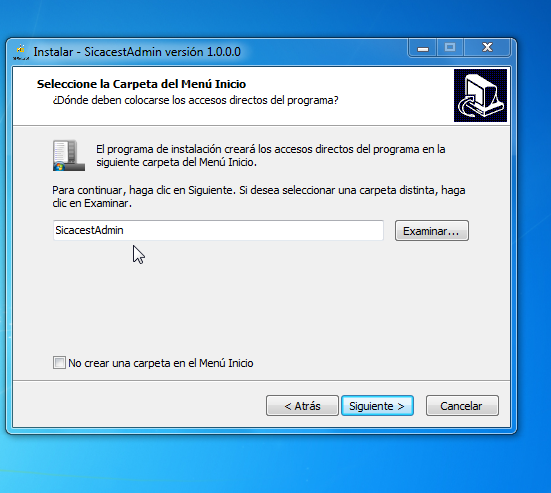 Instalar - SicacestAdmin versión 1.0.0.0
Seleccione la Carpeta del Menú Inicio
¿Dónde deben colocarse los accesos directos del programa?
El programa de instalación creará los accesos directos del programa en la
siguiente carpeta del Menú Inicio.
Para continuar, haga clic en Siguiente. Si desea seleccionar una carpeta distinta, haga
clic en Examinar.
SicacestAdmin
Examinar...
No crear una carpeta en el Menú Inicio
< Atrás
Siguiente >
Cancelar